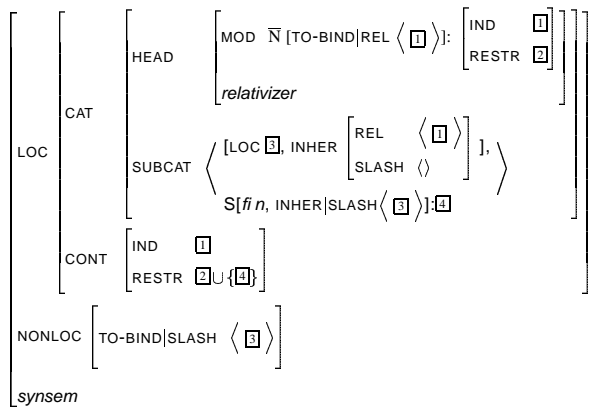 MOD N̅ [TO-BIND|REL ⟨ 1 ⟩]: IND 1
HEAD RESTR 2
relativizer
CAT
LOC [LOC 3, INHER REL ⟨ 1 ⟩ ],
SUBCAT SLASH ⟨⟩
S[fin, INHER|SLASH⟨ 3 ⟩]:4
CONT IND 1
RESTR 2∪{4}
NONLOC TO-BIND|SLASH ⟨ 3 ⟩
synsem